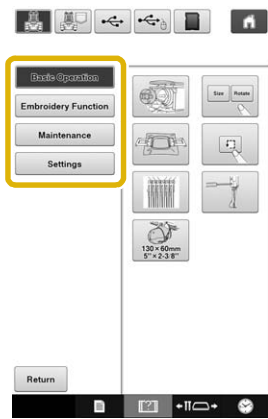 Basic Operation
Size Rotate
Embroidery Function
Maintenance
Settings
130×60mm
5"×2-3/8"
Return